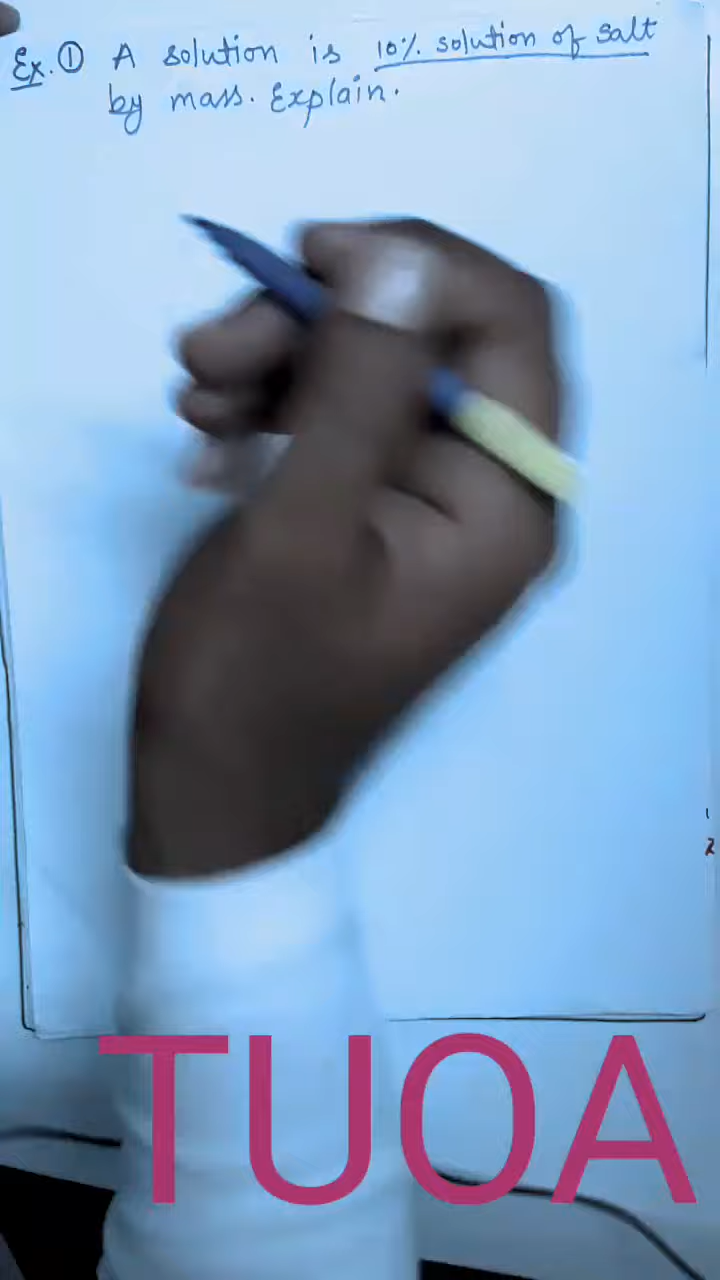 Ex. ① A solution is 10% solution of salt
by mass. Explain.
TUOA